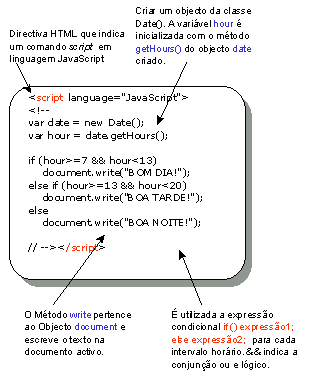 Criar um objecto da classe
Date(). A variável hour é
inicializada com o método
getHours() do objecto date
criado.
Directiva HTML que indica
um comando script em
linguagem JavaScript
<script language="JavaScript">
<!--
var date = new Date();
var hour = date.getHours();
if (hour>=7 && hour<13)
document.write("BOM DIA!");
else if (hour>=13 && hour<20)
document.write("BOA TARDE!");
else
document.write("BOA NOITE!");
// --></script>
O Método write pertence
ao Objecto document e
escreve o texto na
documento activo.
É utilizada a expressão
condicional if() expressão1;
else expressão2; para cada
intervalo horário.&& indica a
conjunção ou e lógico.